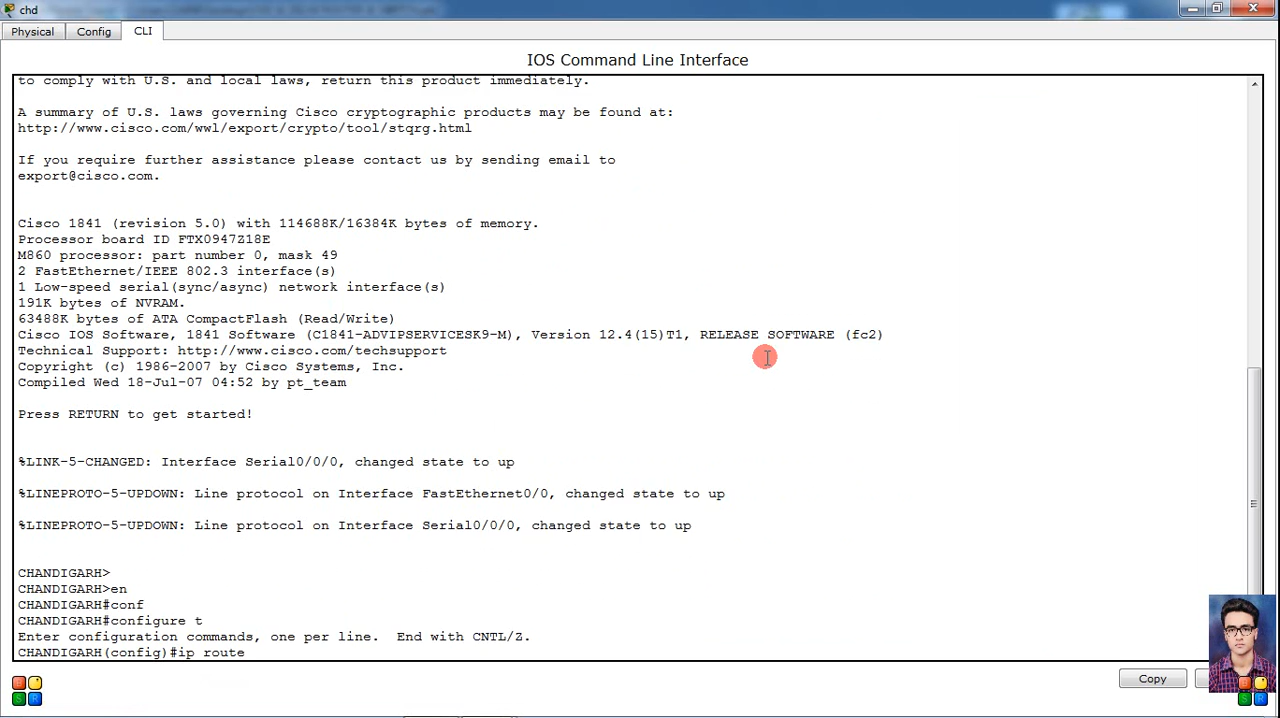 chd
Physical
Config
CLI
IOS Command Line Interface
to comply with U.S. and local laws, return this product immediately.
A summary of U.S. laws governing Cisco cryptographic products may be found at:
http://www.cisco.com/wwl/export/crypto/tool/stqrg.html
If you require further assistance please contact us by sending email to
export@cisco.com.
Cisco 1841 (revision 5.0) with 114688K/16384K bytes of memory.
Processor board ID FTX0947Z18E
M860 processor: part number 0, mask 49
2 FastEthernet/IEEE 802.3 interface(s)
1 Low-speed serial(sync/async) network interface(s)
191K bytes of NVRAM.
63488K bytes of ATA CompactFlash (Read/Write)
Cisco IOS Software, 1841 Software (C1841-ADVIPSERVICESK9-M), Version 12.4(15)T1, RELEASE SOFTWARE (fc2)
Technical Support: http://www.cisco.com/techsupport
Copyright (c) 1986-2007 by Cisco Systems, Inc.
Compiled Wed 18-Jul-07 04:52 by pt_team
Press RETURN to get started!
%LINK-5-CHANGED: Interface Serial0/0/0, changed state to up
%LINEPROTO-5-UPDOWN: Line protocol on Interface FastEthernet0/0, changed state to up
%LINEPROTO-5-UPDOWN: Line protocol on Interface Serial0/0/0, changed state to up
CHANDIGARH>
CHANDIGARH>en
CHANDIGARH#conf
CHANDIGARH#configure t
Enter configuration commands, one per line.  End with CNTL/Z.
CHANDIGARH(config)#ip route
Copy
S R
S R